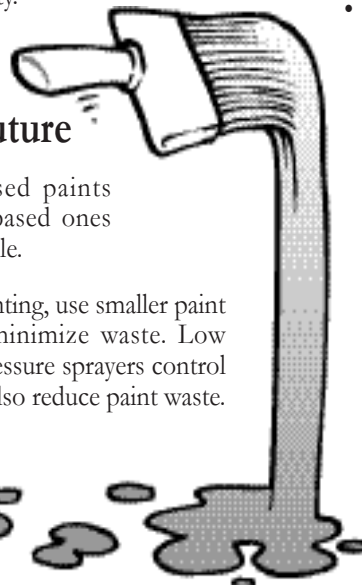 uture
sed paints
based ones
le.
nting, use smaller paint
minimize waste. Low
essure sprayers control
lso reduce paint waste.